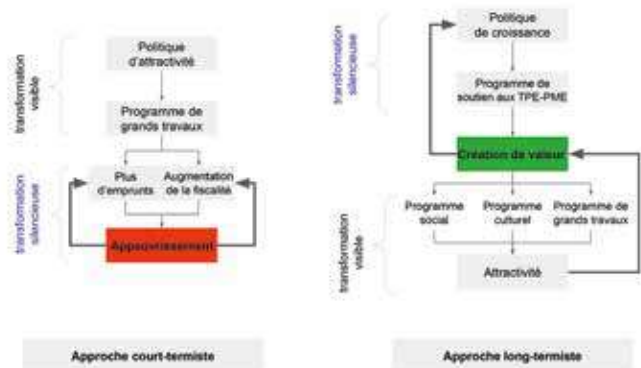 transformation
visible
Politique
d'attractivité
Programme de
grands travaux
transformation
silencieuse
Plus
d'emprunts
Augmentation
de la fiscalité
Appauvrissement
Approche court-termiste
transformation
silencieuse
Politique
de croissance
Programme de
soutien aux TPE-PME
Création de valeur
transformation
visible
Programme
social
Programme
culturel
Programme de
grands travaux
Attractivité
Approche long-termiste